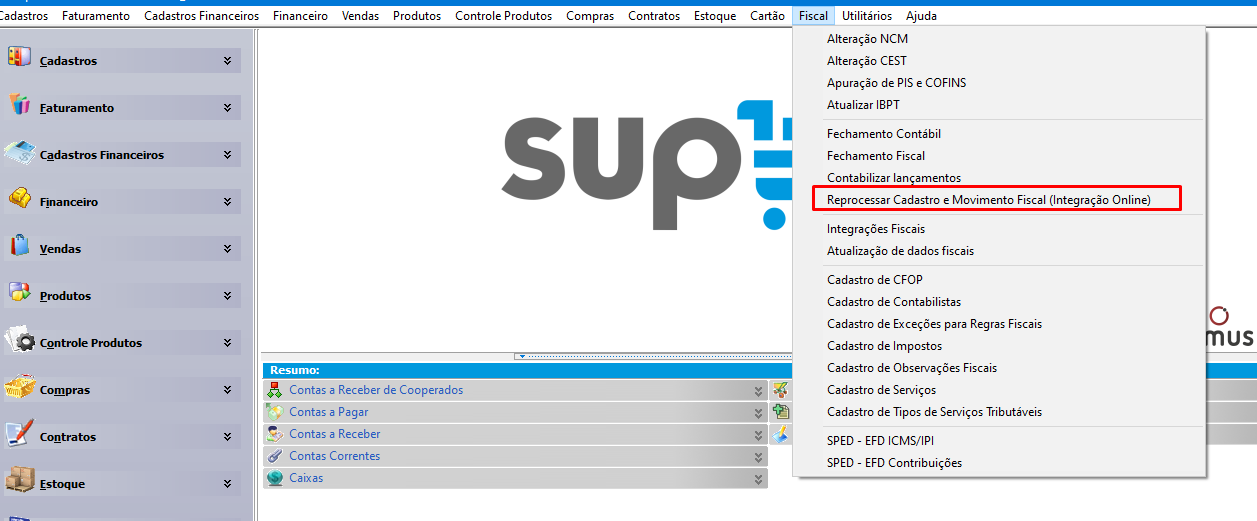 Cadastros Faturamento Cadastros Financeiros Financeiro Vendas Produtos Controle Produtos Compras Contratos Estoque Cartão Fiscal Utilitários Ajuda
Cadastros
Faturamento
Cadastros Financeiros
Financeiro
Vendas
Produtos
Controle Produtos
Compras
Contratos
Estoque
sup
Alteração NCM
Alteração CEST
Apuração de PIS e COFINS
Atualizar IBPT
Fechamento Contábil
Fechamento Fiscal
Contabilizar lançamentos
Reprocessar Cadastro e Movimento Fiscal (Integração Online)
Integrações Fiscais
Atualização de dados fiscais
Cadastro de CFOP
Cadastro de Contabilistas
Cadastro de Exceções para Regras Fiscais
Cadastro de Impostos
Cadastro de Observações Fiscais
Cadastro de Serviços
Cadastro de Tipos de Serviços Tributáveis
SPED - EFD ICMS/IPI
SPED - EFD Contribuições
mus
Resumo:
Contas a Receber de Cooperados
Contas a Pagar
Contas a Receber
Contas Correntes
Caixas